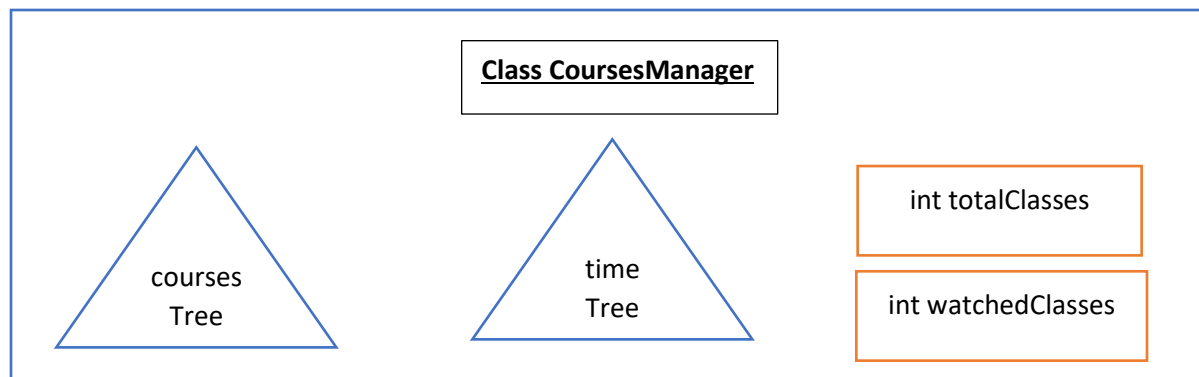 Class CoursesManager
courses
Tree
time
Tree
int totalClasses
int watchedClasses